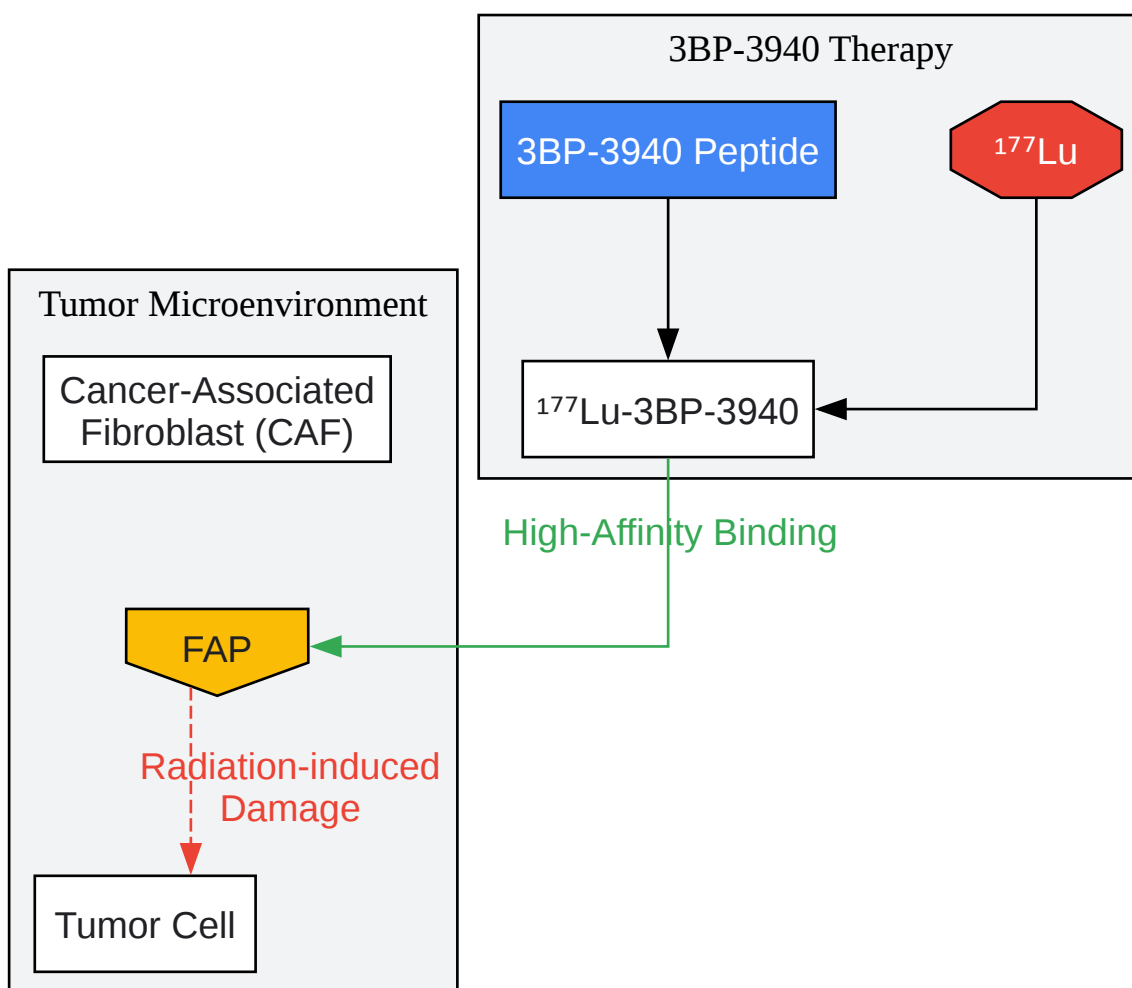 3BP-3940 Therapy
3BP-3940 Peptide
¹⁷⁷Lu
Tumor Microenvironment
Cancer-Associated
Fibroblast (CAF)
¹⁷⁷Lu-3BP-3940
High-Affinity Binding
FAP
Radiation-induced
Damage
Tumor Cell